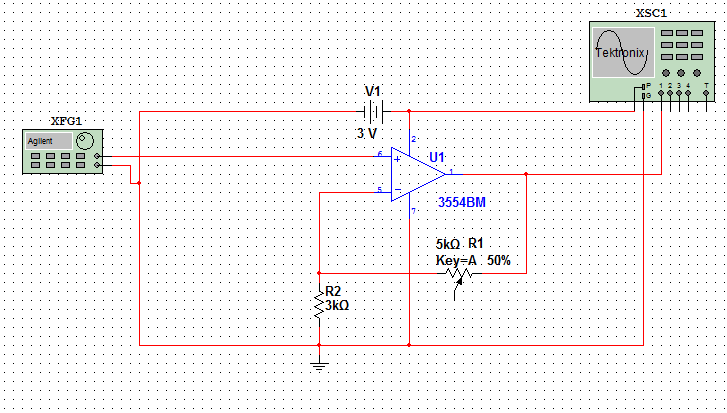 XSC1
Tektronix
P
G
1 2 3 4 T
V1
3 V
XFG1
Agilent
2
6
U1
+
1
5
−
3554BM
7
5kΩ R1
Key=A 50%
R2
3kΩ